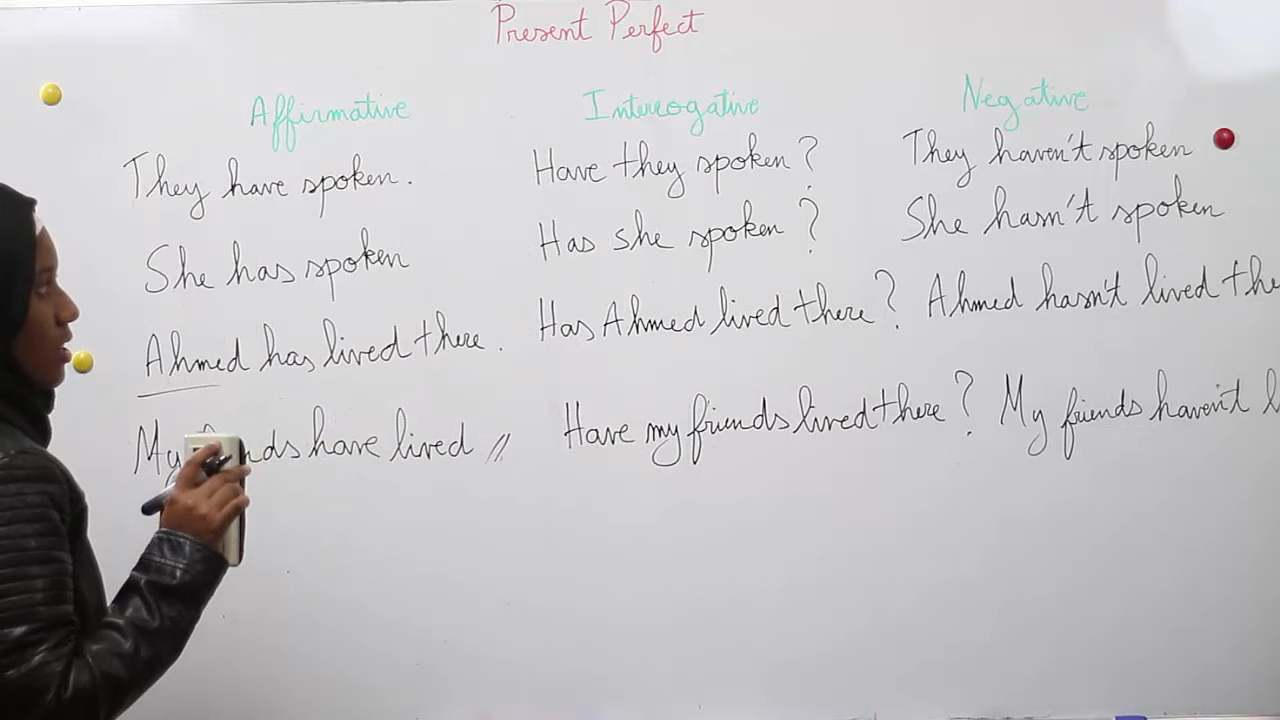 Present Perfect
Affirmative Interrogative Negative
They have spoken. Have they spoken? They haven't spoken
She has spoken Has she spoken? She hasn't spoken
Ahmed has lived there. Has Ahmed lived there? Ahmed hasn't lived
My have lived " Have my friends lived there? My friends haven't